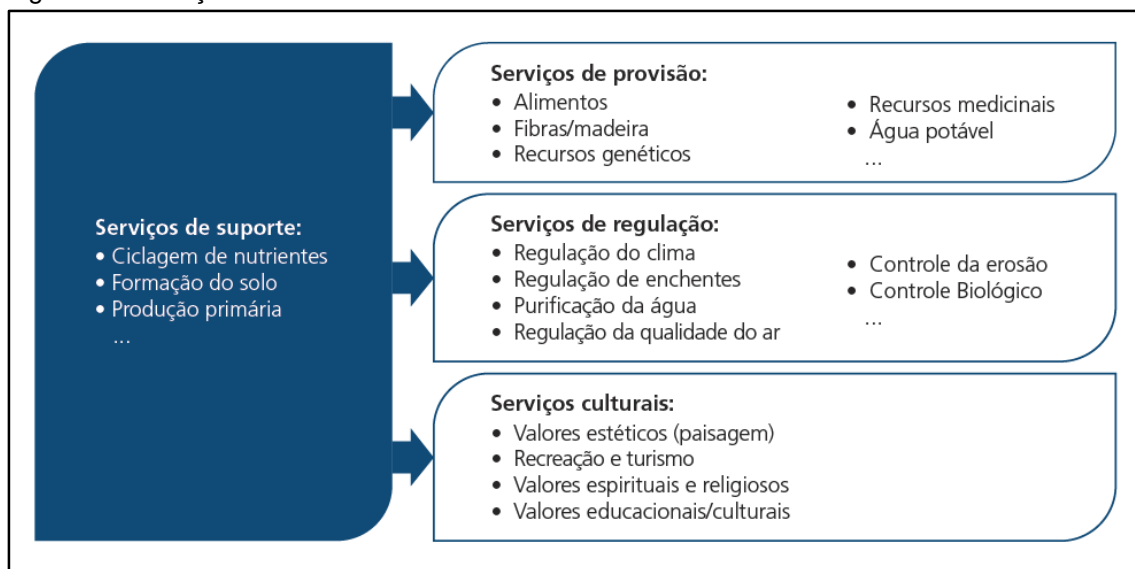 Serviços de suporte:
• Ciclagem de nutrientes
• Formação do solo
• Produção primária
...
Serviços de provisão:
• Alimentos
• Fibras/madeira
• Recursos genéticos
• Recursos medicinais
• Água potável
...
Serviços de regulação:
• Regulação do clima
• Regulação de enchentes
• Purificação da água
• Regulação da qualidade do ar
• Controle da erosão
• Controle Biológico
...
Serviços culturais:
• Valores estéticos (paisagem)
• Recreação e turismo
• Valores espirituais e religiosos
• Valores educacionais/culturais